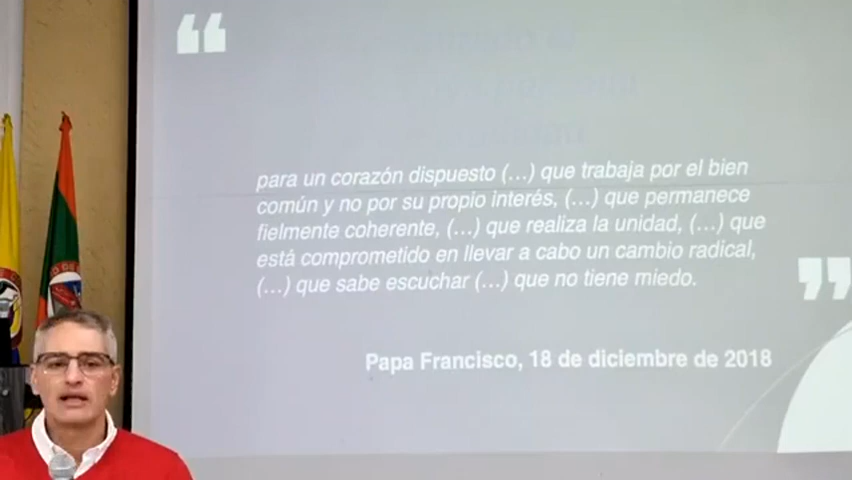 para un corazón dispuesto (...) que trabaja por el bien
común y no por su propio interés, (...) que permanece
fielmente coherente, (...) que realiza la unidad, (...) que
está comprometido en llevar a cabo un cambio radical,
(...) que sabe escuchar (...) que no tiene miedo.
Papa Francisco, 18 de diciembre de 2018